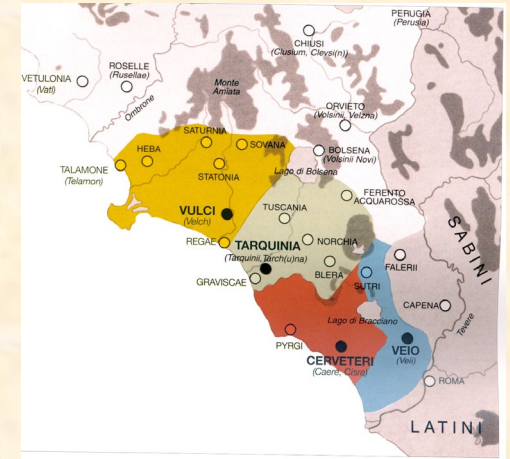 PERUGIA
(Perusia)
CHIUSI
(Clusium, Clevsi(n))
ROSELLE
(Rusellae)
VETULONIA
(Vatl)
Monte
Amiata
Ombrone
ORVIETO
(Volsinii, Velzna)
SATURNIA
HEBA
SOVANA
BOLSENA
(Volsinii Novi)
TALAMONE
(Telamon)
STATONIA
Lago di Bolsena
FERENTO
ACQUAROSSA
TUSCANIA
VULCI
(Velch)
SABINI
REGAE
TARQUINIA
(Tarquinii, Tarch(u)na)
NORCHIA
FALERII
BLERA
GRAVISCAE
SUTRI
CAPENA
Lago di Bracciano
Tevere
PYRGI
CERVETERI
(Caere, Cisra)
VEIO
(Veii)
ROMA
LATINI